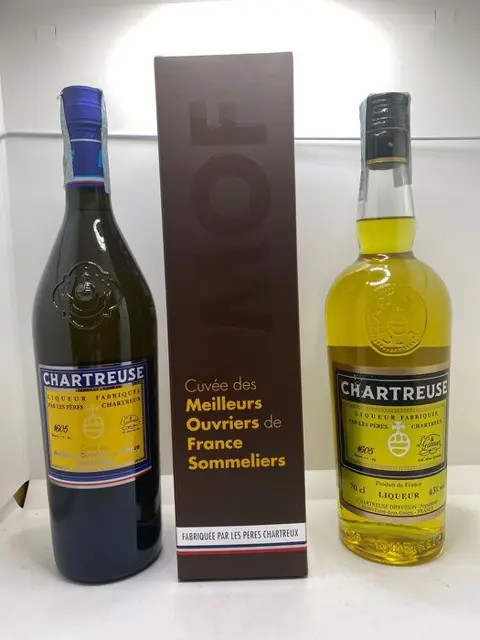 CHARTREUSE
LIQUEUR FABRIQUÉE
PAR LES PÈRES CHARTREUX
1605
MOF
Cuvée des
Meilleurs
Ouvriers de
France
Sommeliers
FABRIQUÉE PAR LES PÈRES CHARTREUX
CHARTREUSE
LIQUEUR FABRIQUÉE
PAR LES PÈRES CHARTREUX
1605
Produit de France
70 cl LIQUEUR 43%
CHARTREUSE DIFFUSION